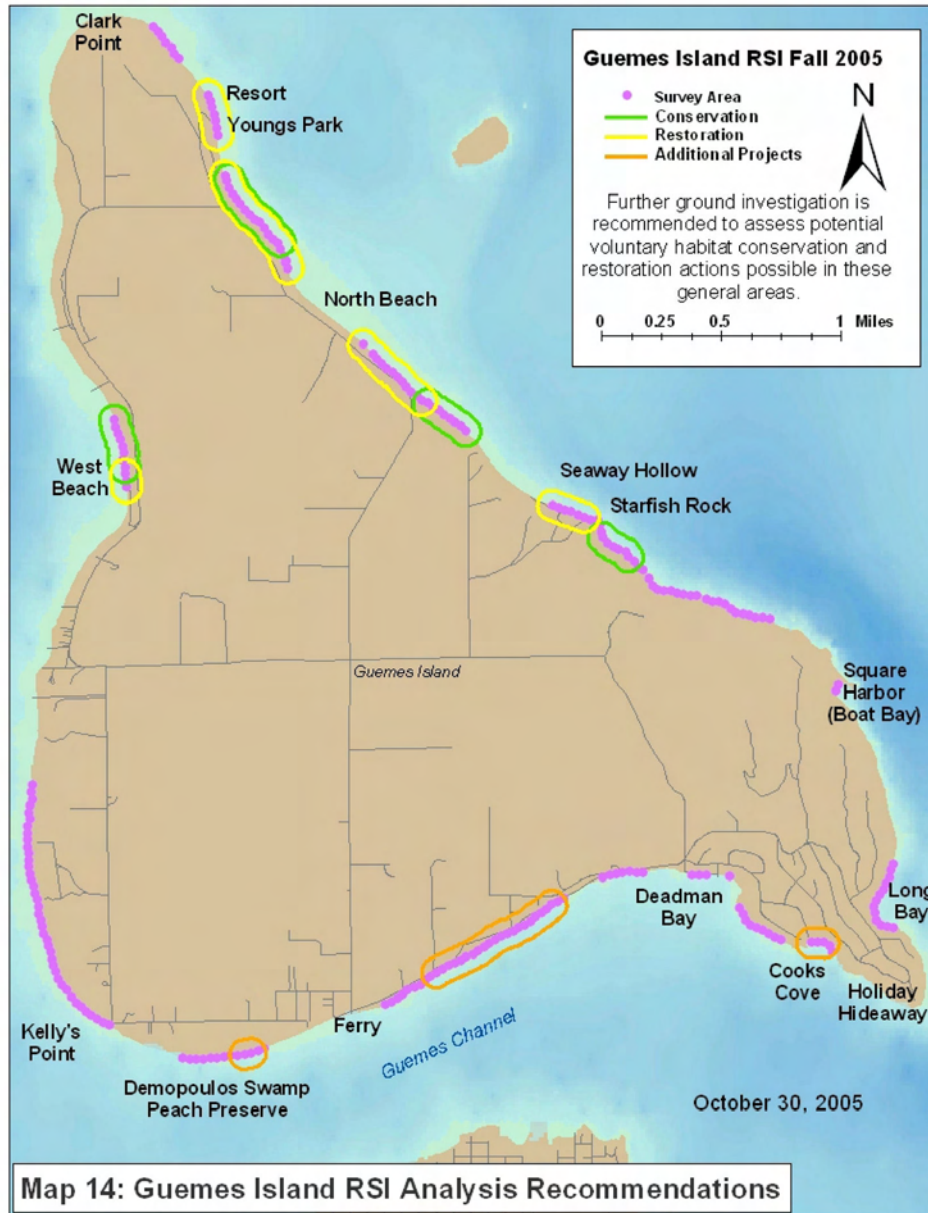 Clark
Point
Guemes Island RSI Fall 2005
Survey Area
Conservation
Restoration
Additional Projects
N
Further ground investigation is
recommended to assess potential
voluntary habitat conservation and
restoration actions possible in these
general areas.
0 0.25 0.5 1 Miles
Resort
Youngs Park
North Beach
West
Beach
Seaway Hollow
Starfish Rock
Guemes Island
Square
Harbor
(Boat Bay)
Deadman
Bay
Long
Bay
Cooks
Cove
Holiday
Hideaway
Kelly's
Point
Ferry
Guemes Channel
Demopoulos Swamp
Peach Preserve
October 30, 2005
Map 14: Guemes Island RSI Analysis Recommendations